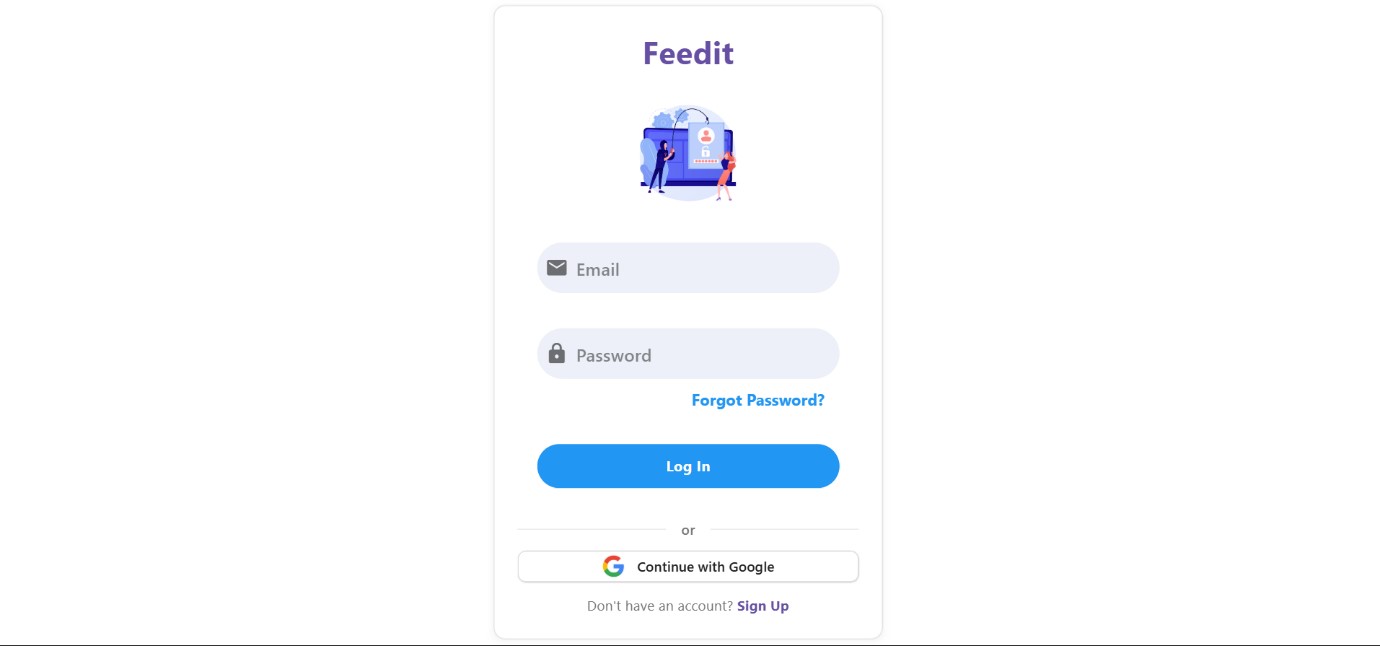 Feedit
Email
Password
Forgot Password?
Log In
or
Continue with Google
Don't have an account? Sign Up